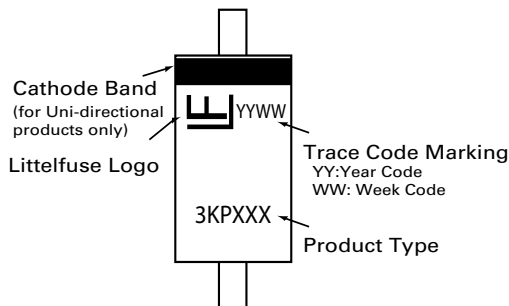 Cathode Band
(for Uni-directional
products only)
Littelfuse Logo
YYWW
Trace Code Marking
YY:Year Code
WW: Week Code
3KPXXX
Product Type